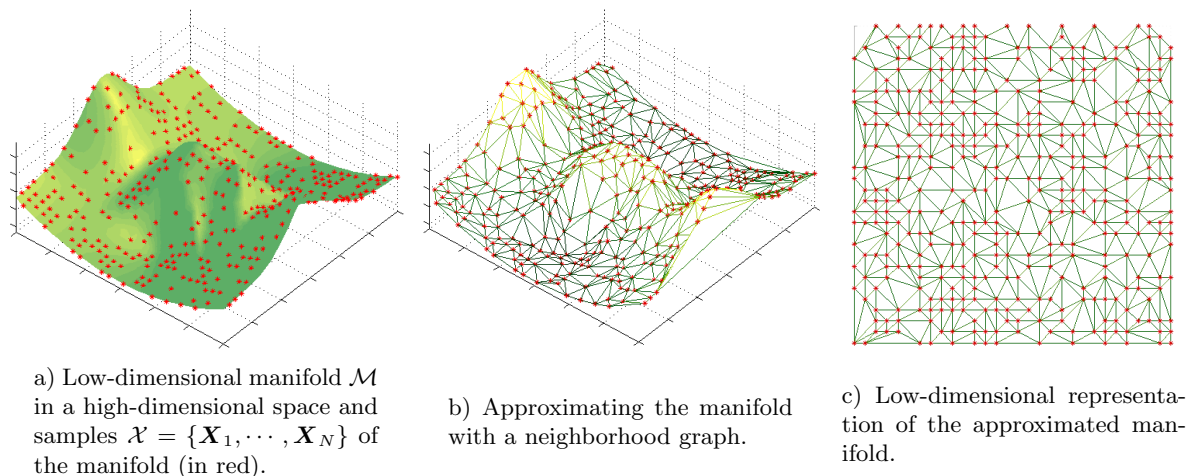 a) Low-dimensional manifold ℳ
in a high-dimensional space and
samples 𝒳 = {𝑿₁, ⋯ , 𝑿_N} of
the manifold (in red).
b) Approximating the manifold
with a neighborhood graph.
c) Low-dimensional representa-
tion of the approximated man-
ifold.